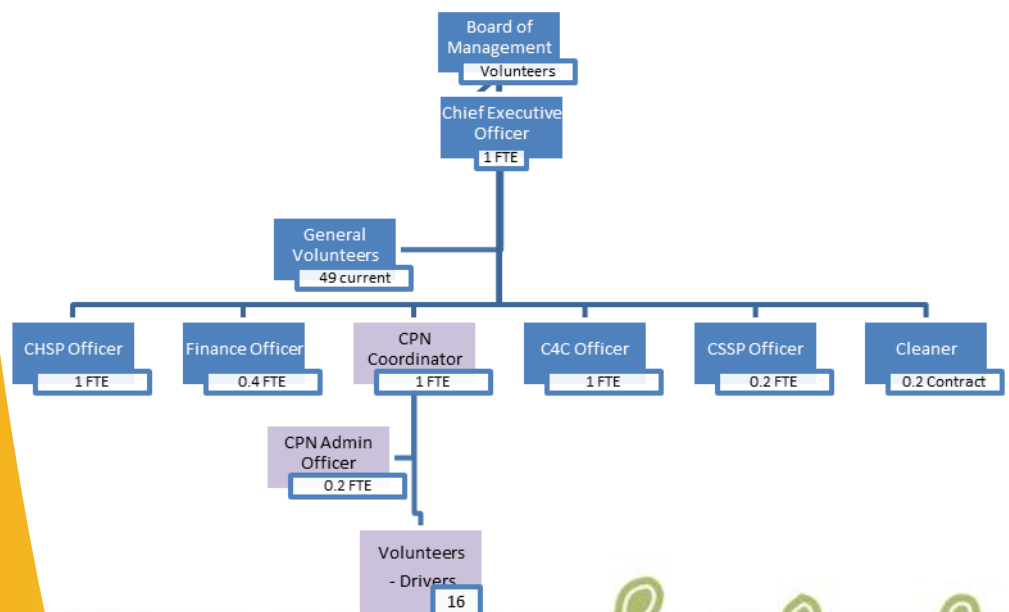 Board of
Management
Volunteers
Chief Executive
Officer
1 FTE
General
Volunteers
49 current
CHSP Officer
1 FTE
Finance Officer
0.4 FTE
CPN
Coordinator
1 FTE
C4C Officer
1 FTE
CSSP Officer
0.2 FTE
Cleaner
0.2 Contract
CPN Admin
Officer
0.2 FTE
Volunteers
- Drivers
16